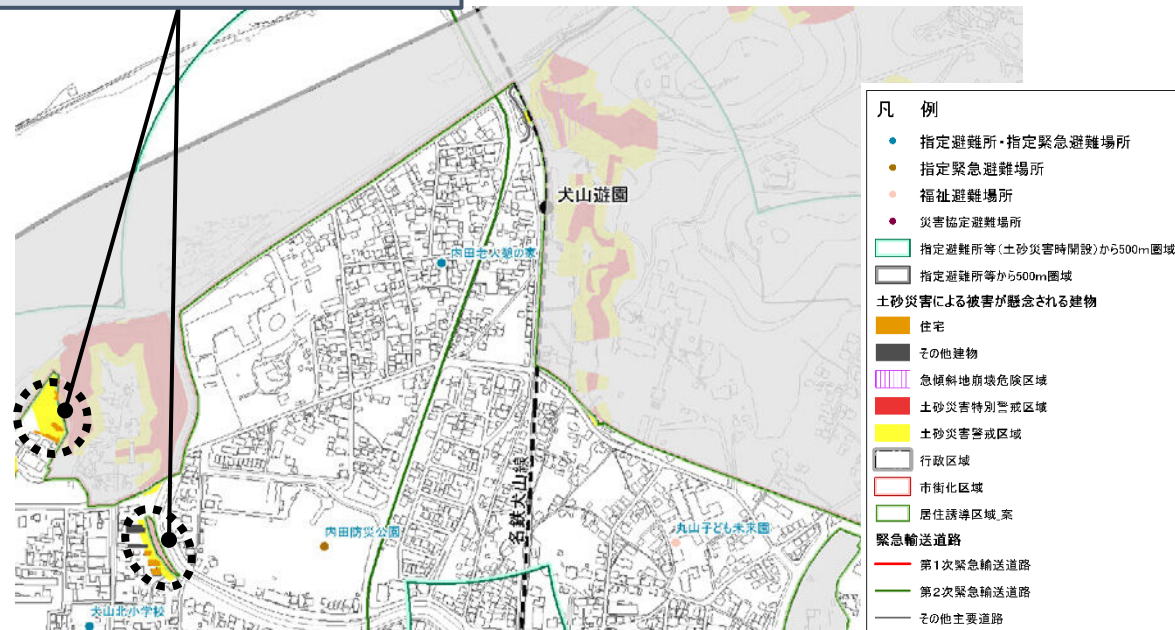 犬山遊園
内田老人憩の家
名鉄犬山線
内田防災公園
丸山子ども未来園
犬山北小学校
凡 例
指定避難所・指定緊急避難場所
指定緊急避難場所
福祉避難場所
災害協定避難場所
指定避難所等(土砂災害時開設)から500m圏域
指定避難所等から500m圏域
土砂災害による被害が懸念される建物
住宅
その他建物
急傾斜地崩壊危険区域
土砂災害特別警戒区域
土砂災害警戒区域
行政区域
市街化区域
居住誘導区域_案
緊急輸送道路
第1次緊急輸送道路
第2次緊急輸送道路
その他主要道路